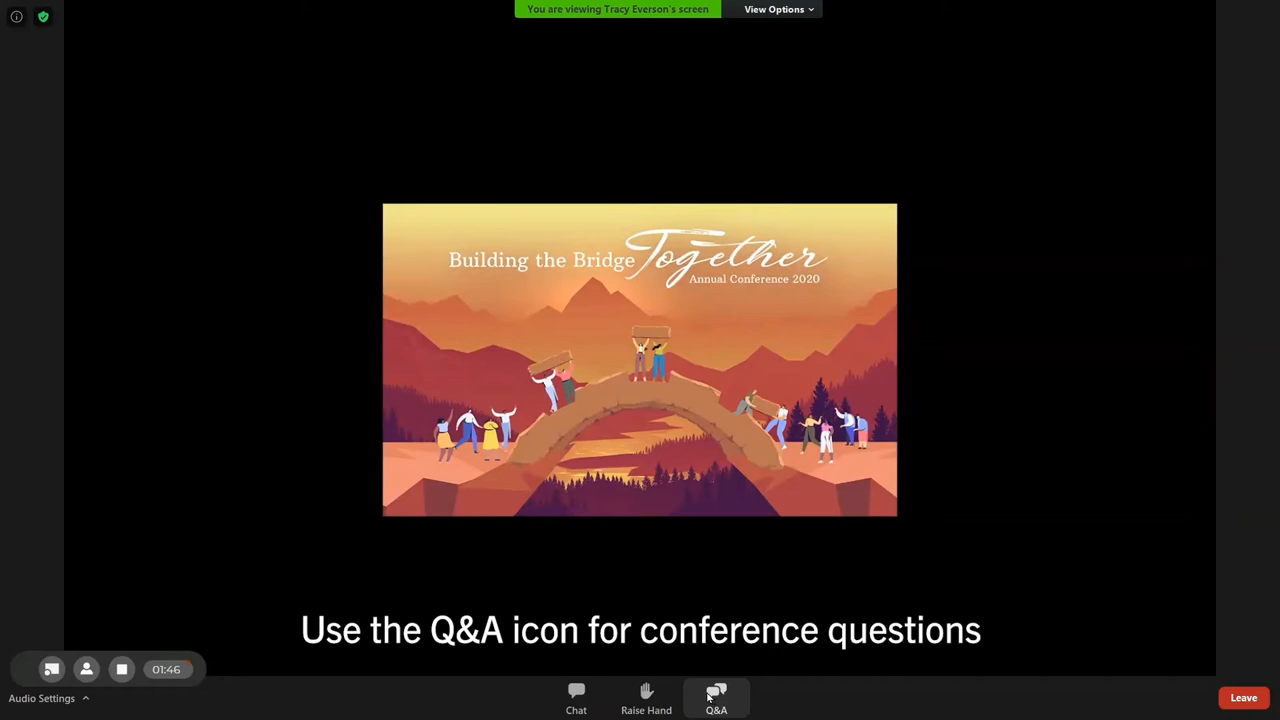 You are viewing Tracy Everson's screen
View Options
Building the Bridge Together
Annual Conference 2020
Use the Q&A icon for conference questions
01:46
Audio Settings
Chat
Raise Hand
Q&A
Leave